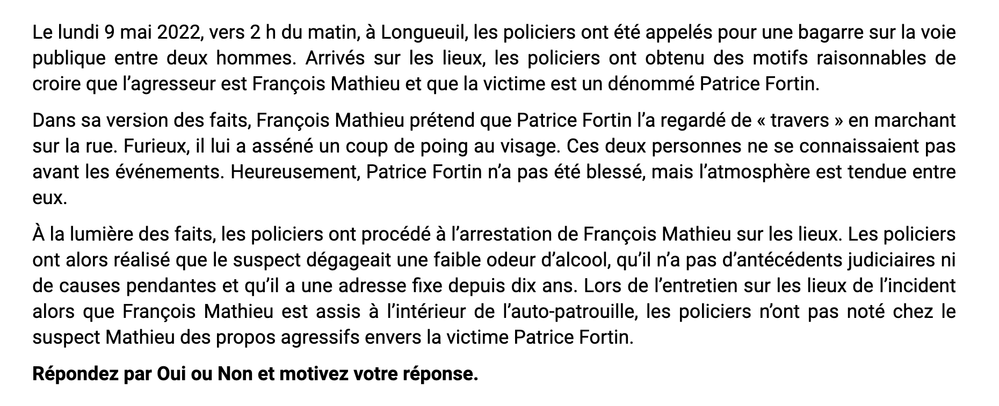 Le lundi 9 mai 2022, vers 2 h du matin, à Longueuil, les policiers ont été appelés pour une bagarre sur la voie
publique entre deux hommes. Arrivés sur les lieux, les policiers ont obtenu des motifs raisonnables de
croire que l’agresseur est François Mathieu et que la victime est un dénommé Patrice Fortin.
Dans sa version des faits, François Mathieu prétend que Patrice Fortin l’a regardé de « travers » en marchant
sur la rue. Furieux, il lui a asséné un coup de poing au visage. Ces deux personnes ne se connaissaient pas
avant les événements. Heureusement, Patrice Fortin n’a pas été blessé, mais l’atmosphère est tendue entre
eux.
À la lumière des faits, les policiers ont procédé à l’arrestation de François Mathieu sur les lieux. Les policiers
ont alors réalisé que le suspect dégageait une faible odeur d’alcool, qu’il n’a pas d’antécédents judiciaires ni
de causes pendantes et qu’il a une adresse fixe depuis dix ans. Lors de l’entretien sur les lieux de l’incident
alors que François Mathieu est assis à l’intérieur de l’auto-patrouille, les policiers n’ont pas noté chez le
suspect Mathieu des propos agressifs envers la victime Patrice Fortin.
Répondez par Oui ou Non et motivez votre réponse.